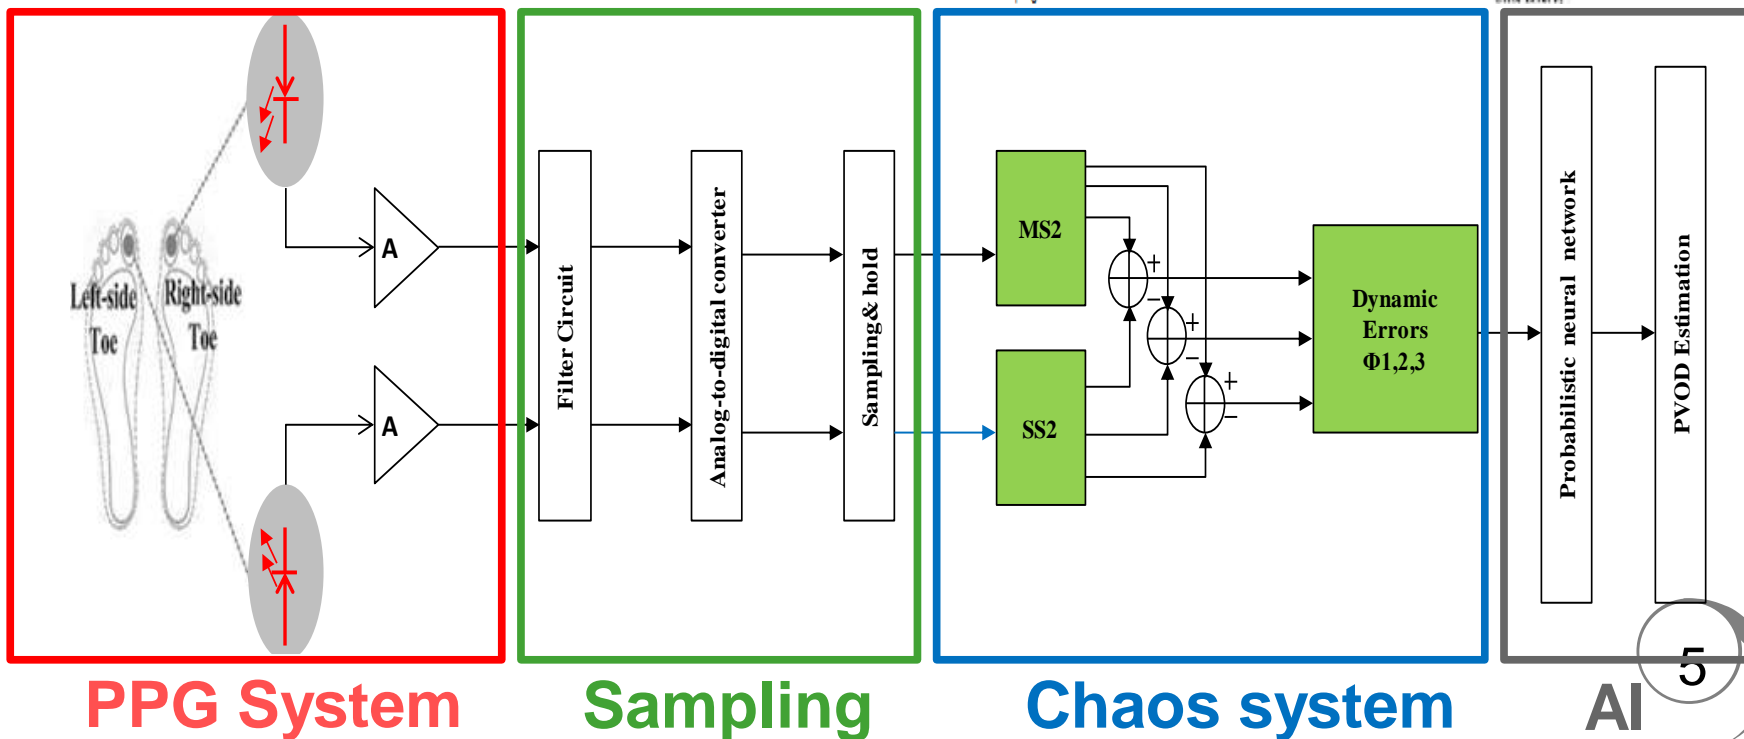 Left-side
Toe
Right-side
Toe
A
A
Filter Circuit
Analog-to-digital converter
Sampling& hold
MS2
SS2
+
−
+
−
+
−
Dynamic
Errors
Φ1,2,3
Probabilistic neural network
PVOD Estimation
PPG System
Sampling
Chaos system
AI
5